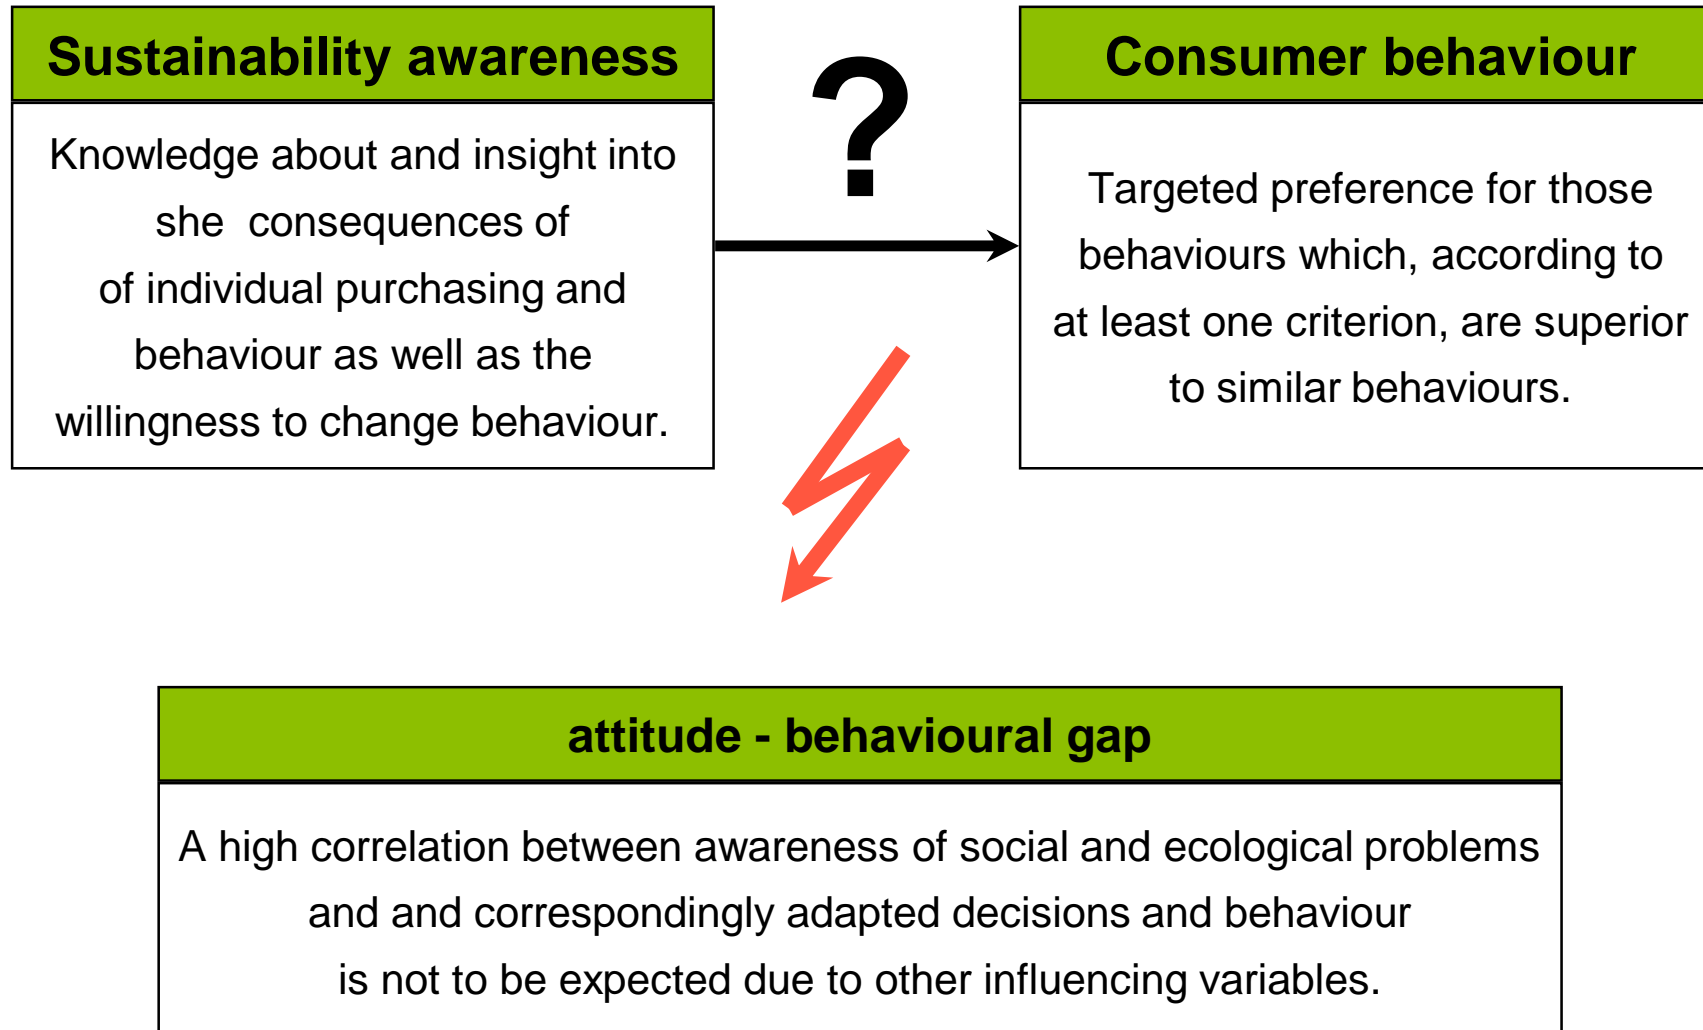 Sustainability awareness
Knowledge about and insight into
she consequences of
of individual purchasing and
behaviour as well as the
willingness to change behaviour.
?
Consumer behaviour
Targeted preference for those
behaviours which, according to
at least one criterion, are superior
to similar behaviours.
attitude - behavioural gap
A high correlation between awareness of social and ecological problems
and and correspondingly adapted decisions and behaviour
is not to be expected due to other influencing variables.